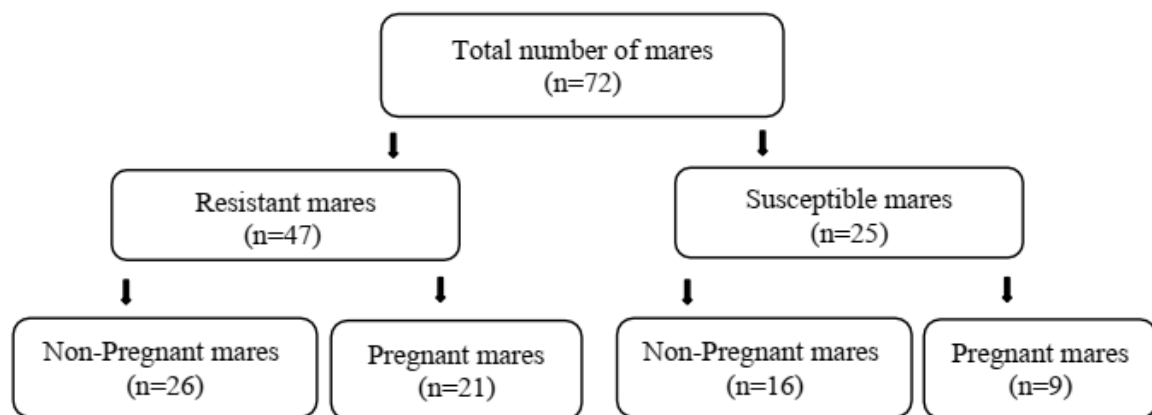 Total number of mares
(n=72)
Resistant mares
(n=47)
Susceptible mares
(n=25)
Non-Pregnant mares
(n=26)
Pregnant mares
(n=21)
Non-Pregnant mares
(n=16)
Pregnant mares
(n=9)